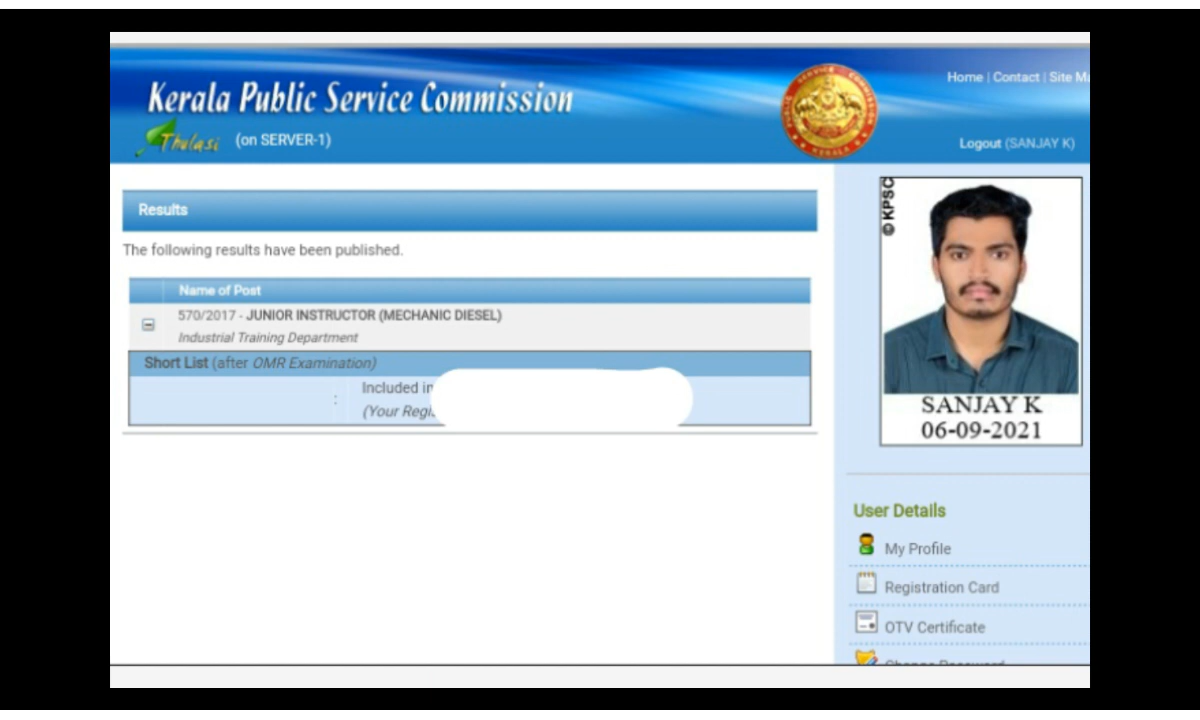 Kerala Public Service Commission
Thulasi (on SERVER-1)
Home | Contact | Site
Logout (SANJAY K)
Results
The following results have been published.
Name of Post
570/2017 - JUNIOR INSTRUCTOR (MECHANIC DIESEL)
Industrial Training Department
Short List (after OMR Examination)
: Included in
(Your
© KPSC
SANJAY K
06-09-2021
User Details
My Profile
Registration Card
OTV Certificate
Change Password